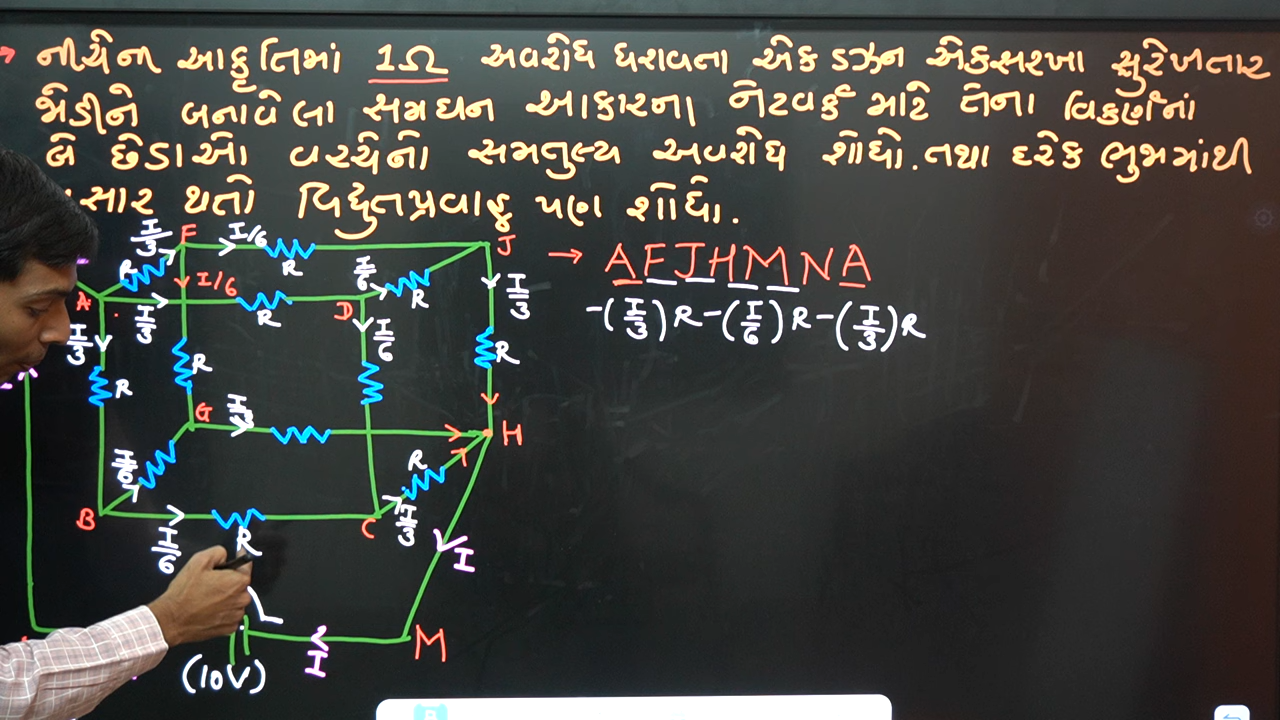 નીચેની આકૃતિમાં 1Ω અવરોધ ધરાવતા એક ડઝન એકસરખા સુરેખતાર
જોડીને બનાવેલા સમઘન આકારના નેટવર્ક માટે તેના વિકર્ણનાં
બે છેડાઓ વચ્ચેનો સમતુલ્ય અવરોધ શોધો. તથા દરેક ભુજામાંથી
સાર થતો વિદ્યુતપ્રવાહ પણ શોધો.
I/3 F I/6 R J
→ AFJHMNA
R I/6 I/6 R I/3
A I/3 R D I/6
-(I/3)R-(I/6)R-(I/3)R
I/3 R R R
G I/3 H
I/6 R
B I/6 R C I/3
I
M
I
(10V)